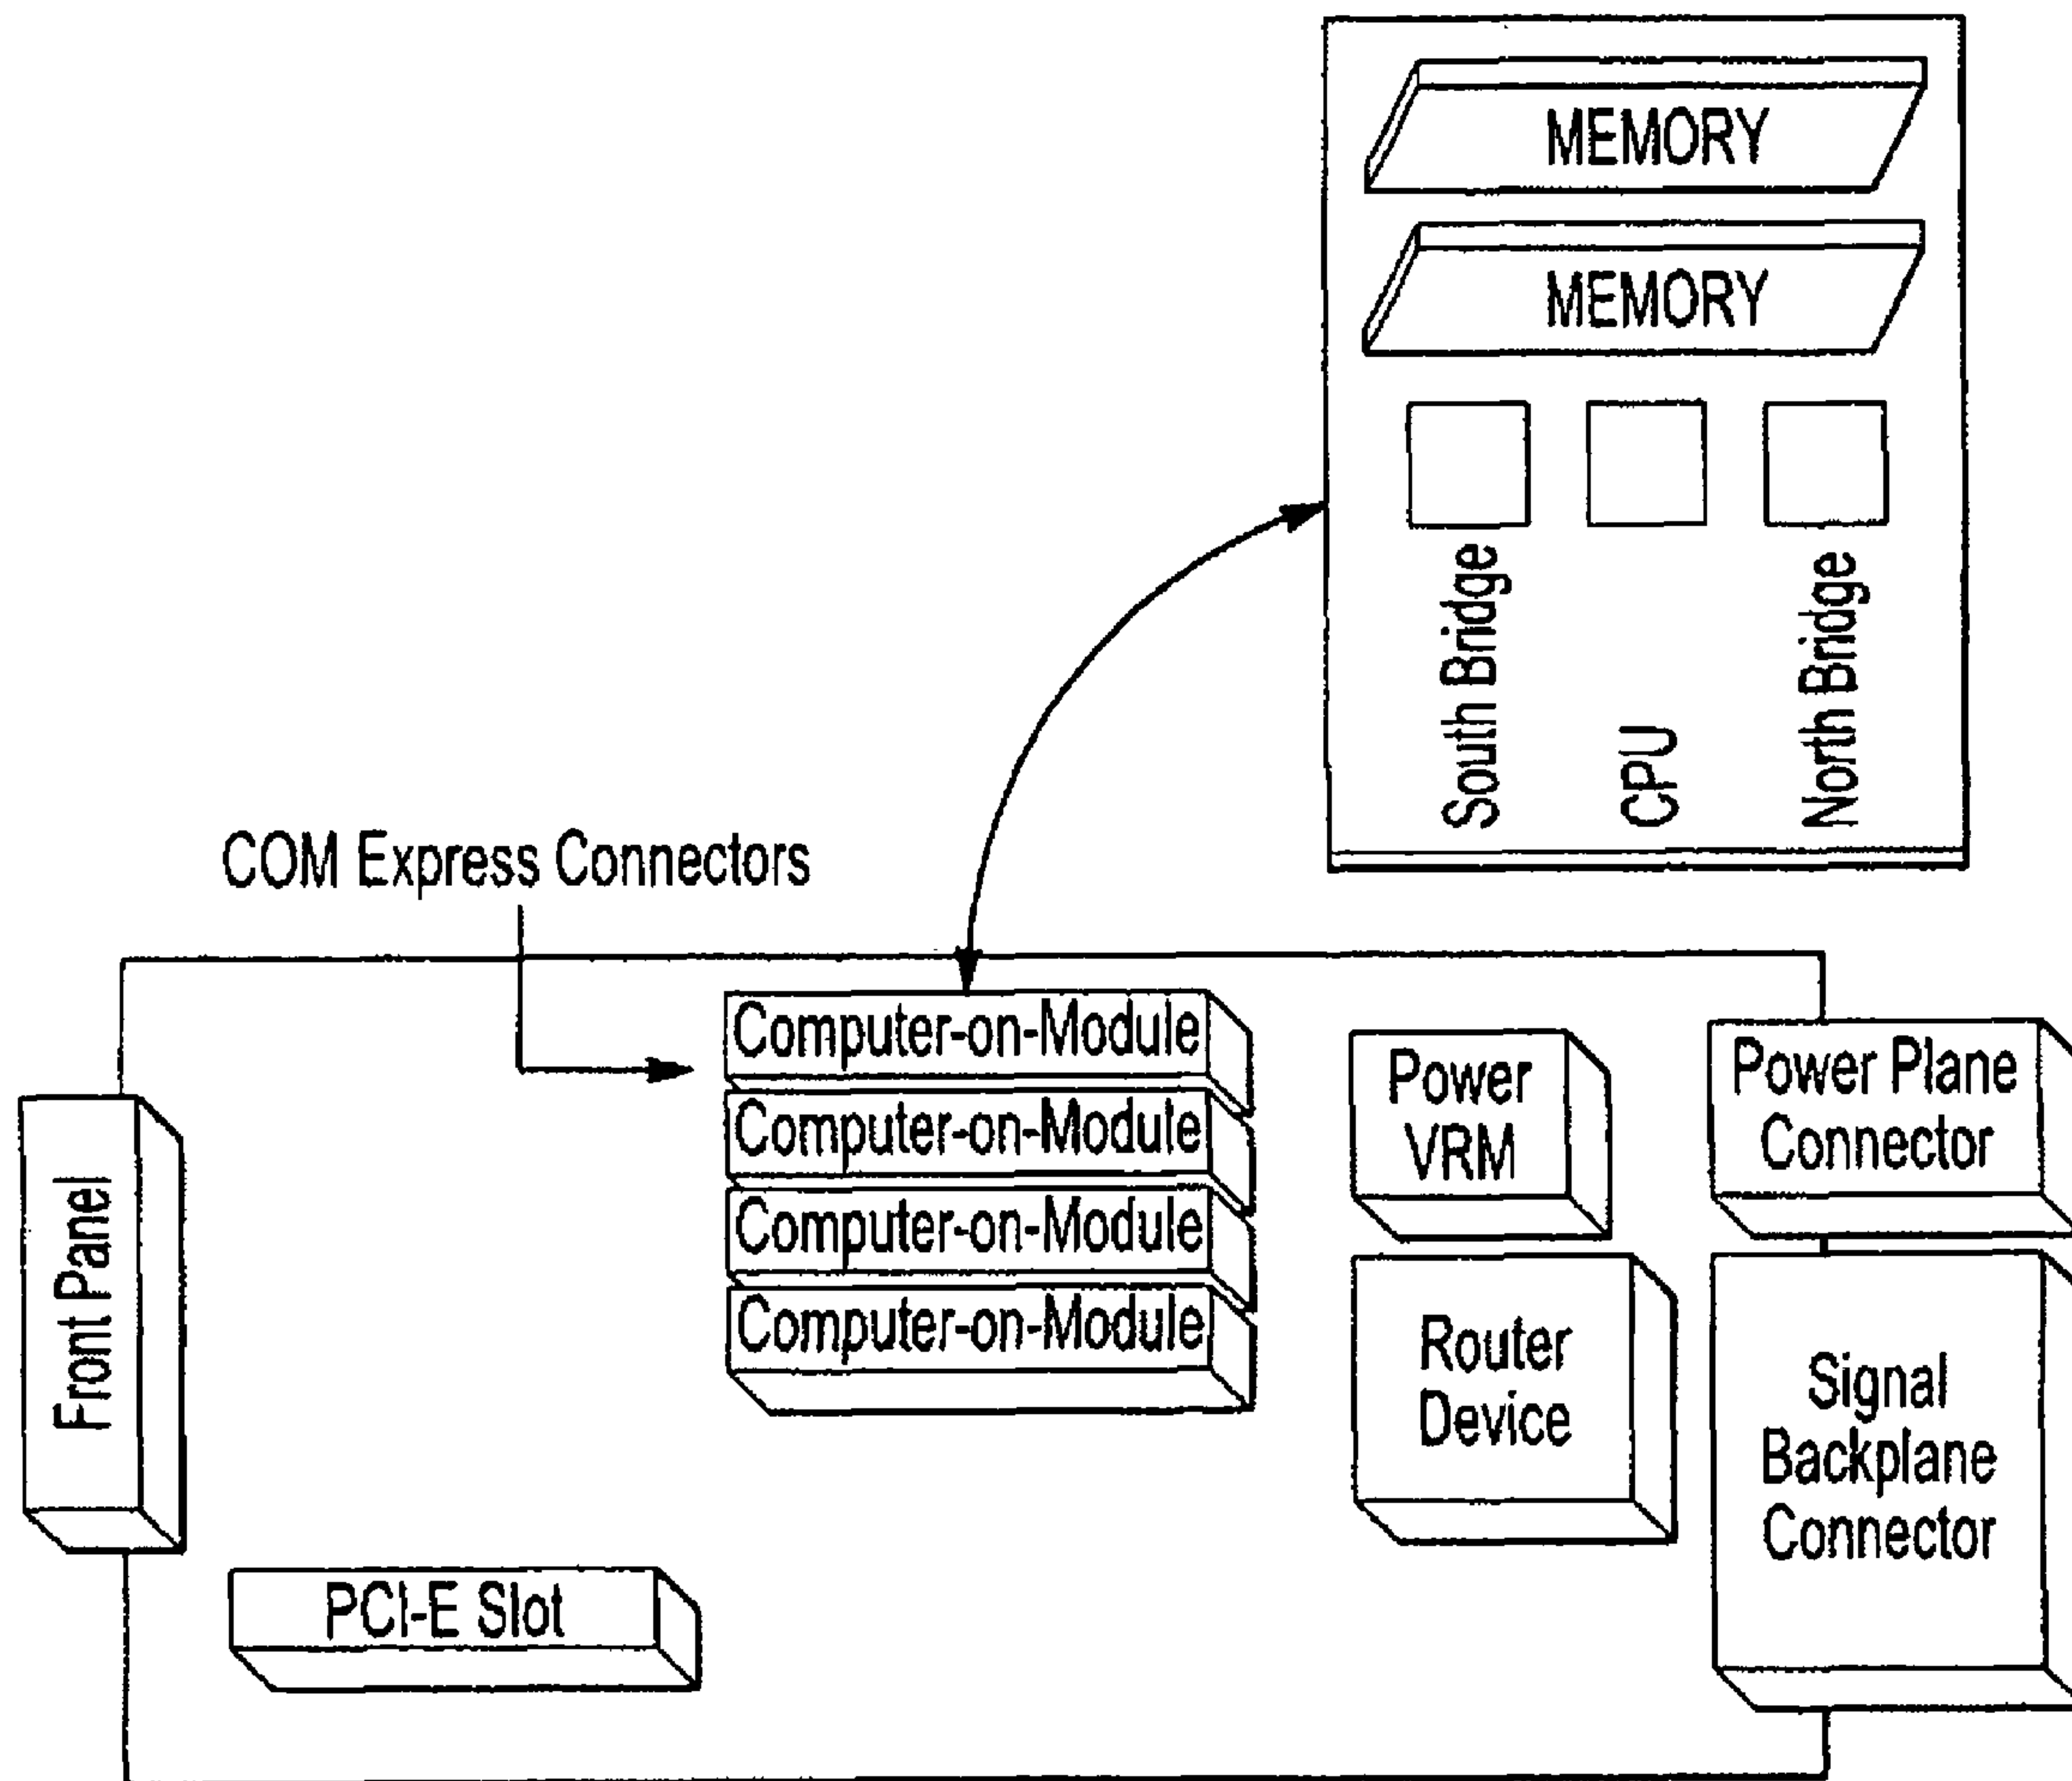 MEMORY
MEMORY
South Bridge
CPU
North Bridge
COM Express Connectors
Computer-on-Module
Computer-on-Module
Computer-on-Module
Computer-on-Module
Power
VRM
Power Plane
Connector
Front Panel
Router
Device
Signal
Backplane
Connector
PCI-E Slot